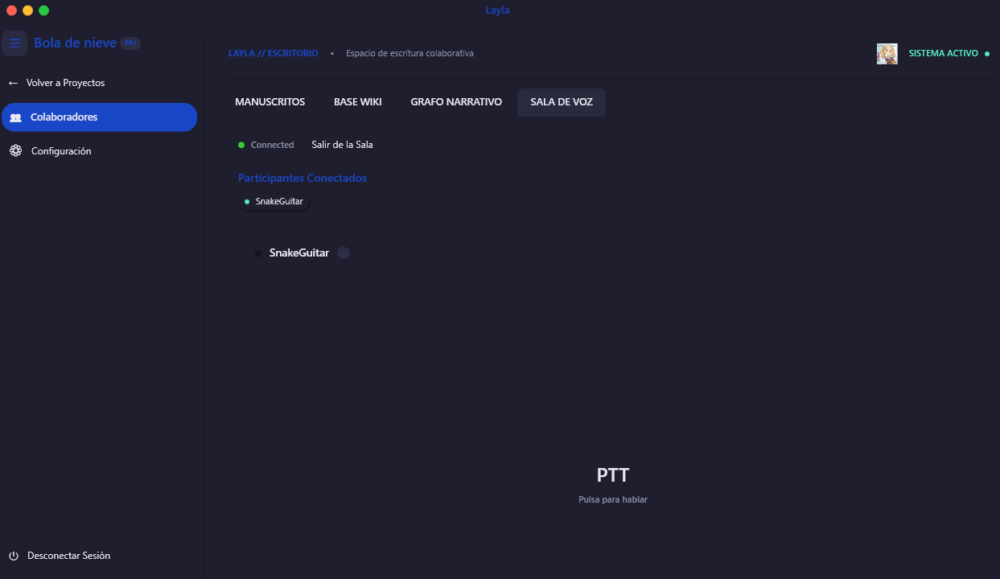 Layla
Bola de nieve PRJ
LAYLA // ESCRITORIO • Espacio de escritura colaborativa
SISTEMA ACTIVO
← Volver a Proyectos
Colaboradores
Configuración
MANUSCRITOS BASE WIKI GRAFO NARRATIVO SALA DE VOZ
Connected Salir de la Sala
Participantes Conectados
SnakeGuitar
SnakeGuitar
PTT
Pulsa para hablar
Desconectar Sesión